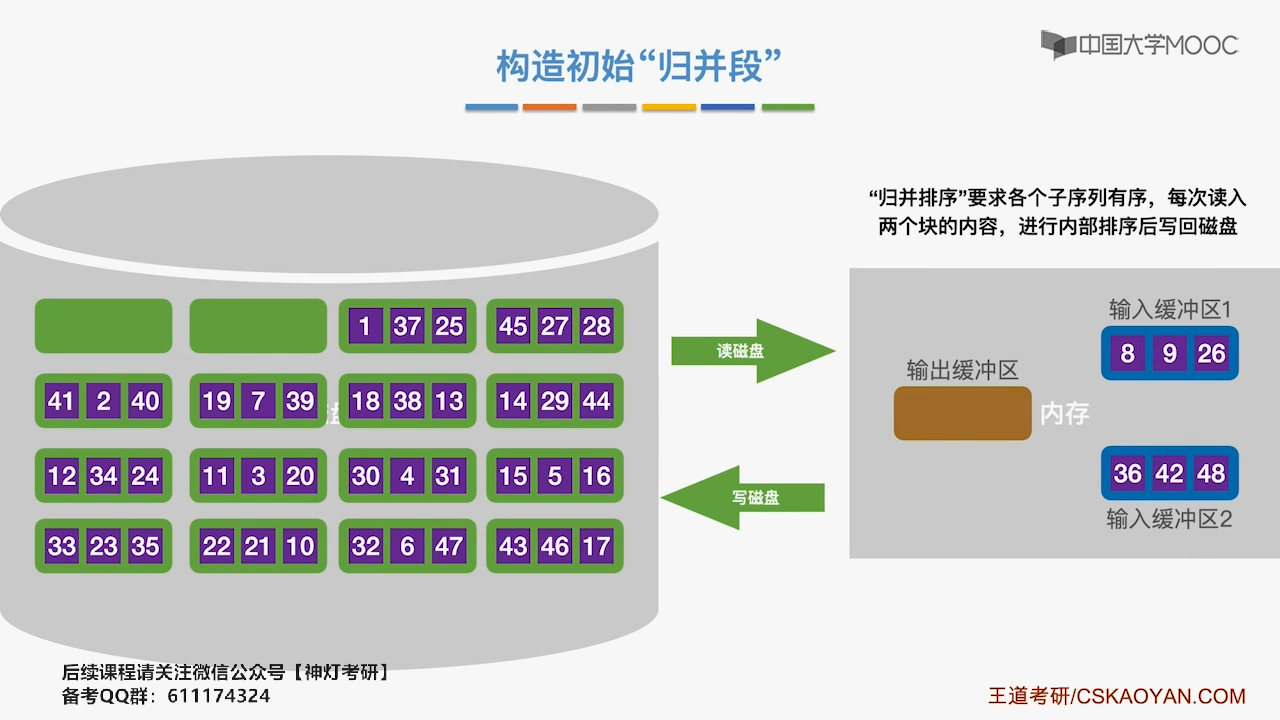 中国大学MOOC
构造初始“归并段”
“归并排序”要求各个子序列有序，每次读入
两个块的内容，进行内部排序后写回磁盘
1 37 25
45 27 28
41 2 40
19 7 39
18 38 13
14 29 44
12 34 24
11 3 20
30 4 31
15 5 16
33 23 35
22 21 10
32 6 47
43 46 17
读磁盘
写磁盘
输入缓冲区1
8 9 26
输出缓冲区
内存
36 42 48
输入缓冲区2
后续课程请关注微信公众号【神灯考研】
备考QQ群：611174324
王道考研/CSKAOYAN.COM